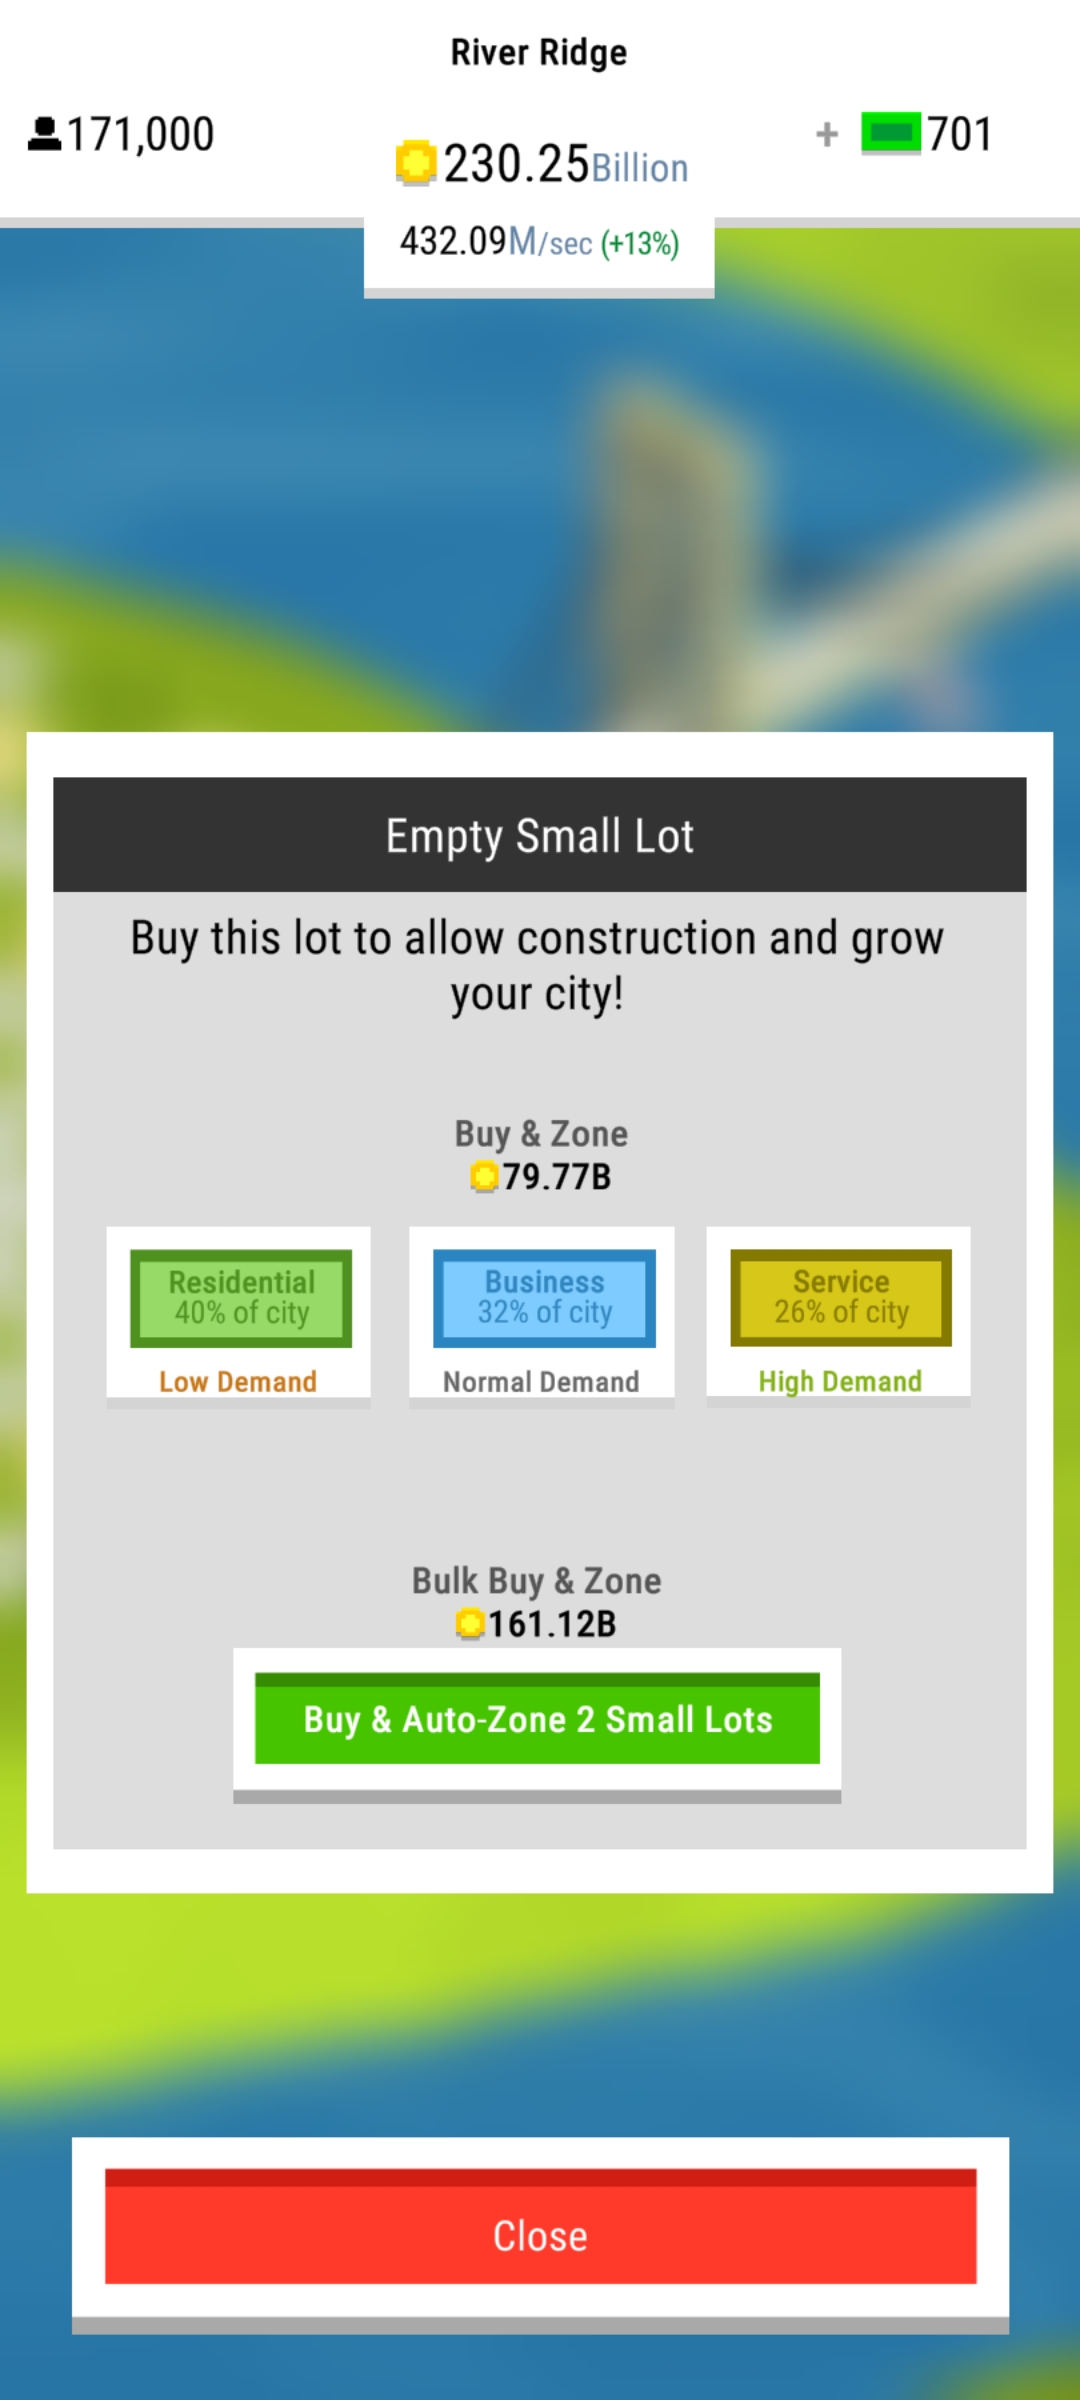 River Ridge
171,000
+ 701
230.25Billion
432.09M/sec (+13%)
Empty Small Lot
Buy this lot to allow construction and grow
your city!
Buy & Zone
79.77B
Residential
40% of city
Low Demand
Business
32% of city
Normal Demand
Service
26% of city
High Demand
Bulk Buy & Zone
161.12B
Buy & Auto-Zone 2 Small Lots
Close